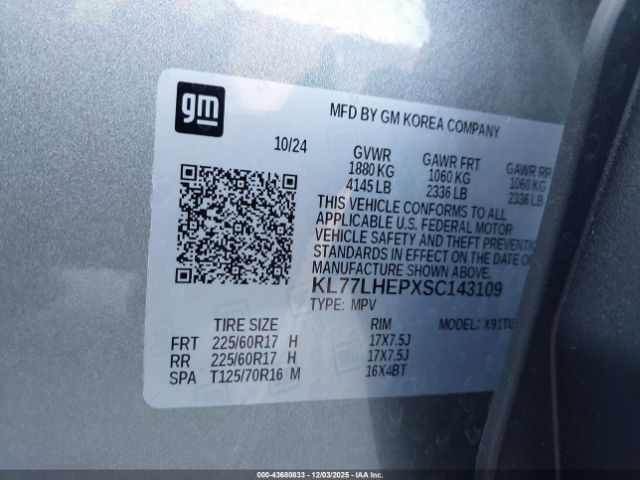 gm
MFD BY GM KOREA COMPANY
10/24 GVWR GAWR FRT GAWR RR
1880 KG 1060 KG 1060 KG
4145 LB 2336 LB 2336 LB
THIS VEHICLE CONFORMS TO ALL
APPLICABLE U.S. FEDERAL MOTOR
VEHICLE SAFETY AND THEFT PREVENTION
STANDARDS IN EFFECT ON THE DATE OF
MANUFACTURE SHOWN ABOVE.
KL77LHEPXSC143109
TYPE: MPV MODEL: X91TUS
TIRE SIZE RIM
FRT 225/60R17 H 17X7.5J
RR 225/60R17 H 17X7.5J
SPA T125/70R16 M 16X4BT
000-43680833 - 12/03/2025 - IAA, Inc.